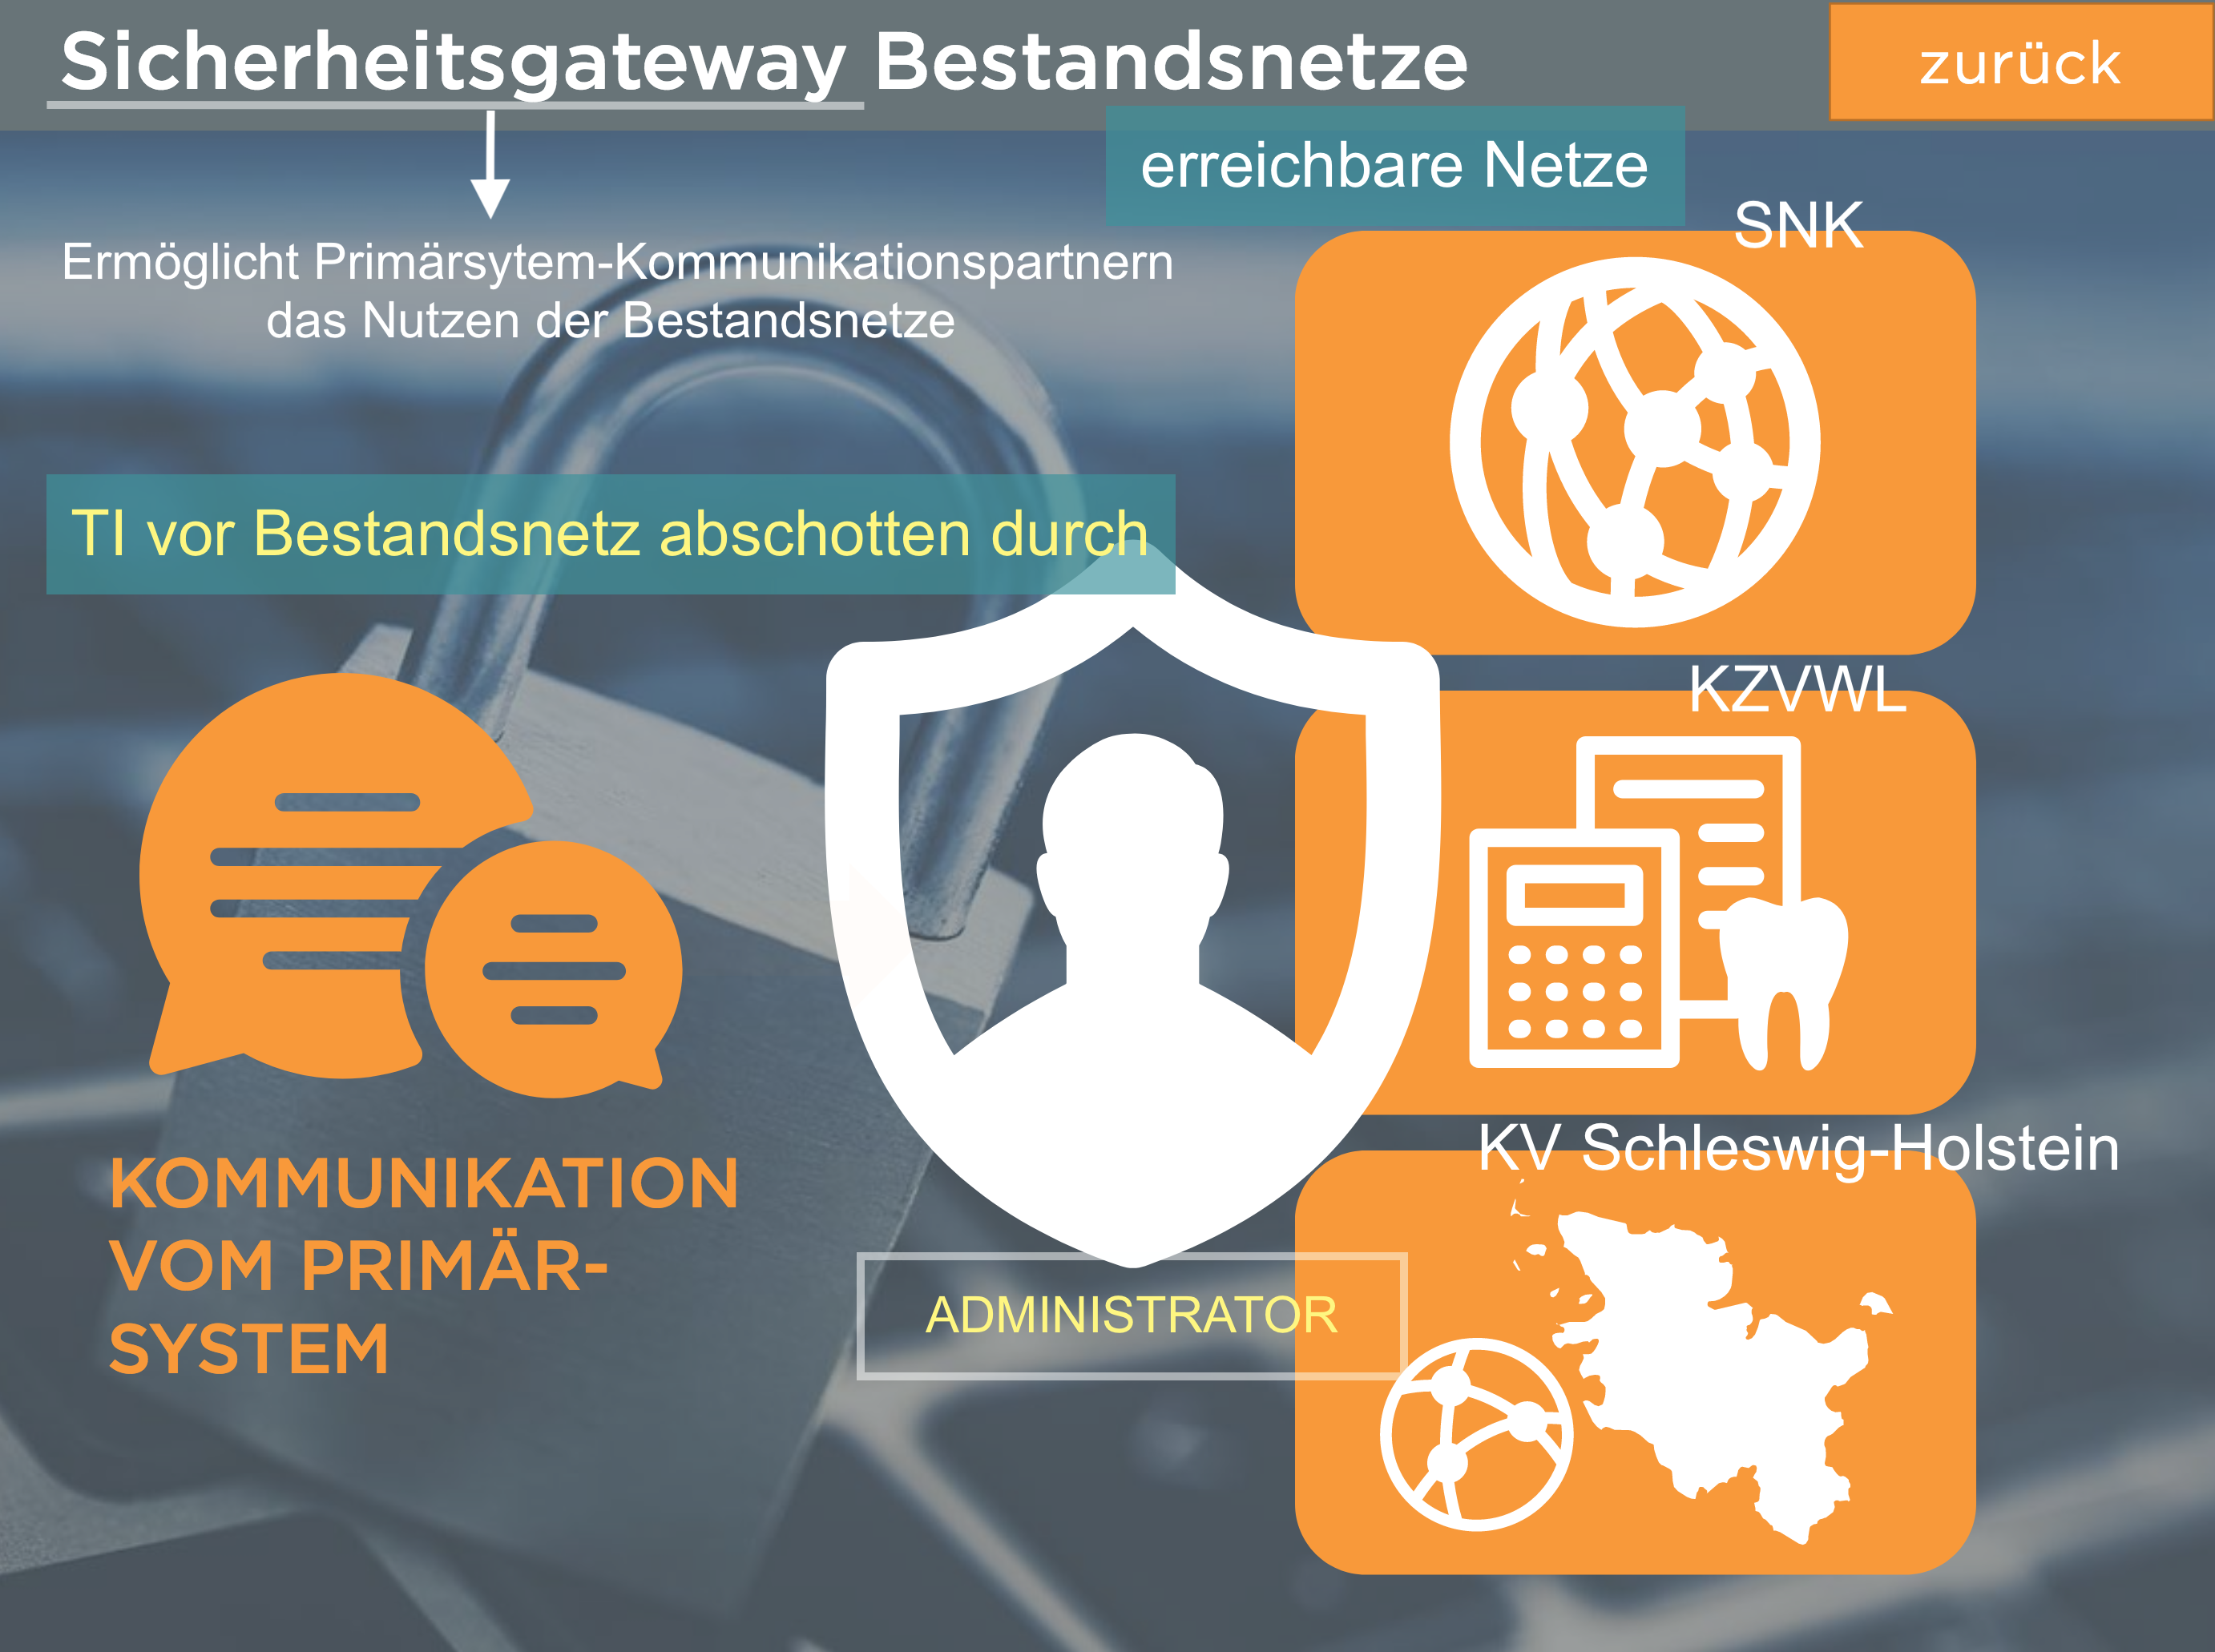 Sicherheitsgateway Bestandsnetze
zurück
erreichbare Netze
Ermöglicht Primärsytem-Kommunikationspartnern
das Nutzen der Bestandsnetze
SNK
TI vor Bestandsnetz abschotten durch
KZVWL
KOMMUNIKATION
VOM PRIMÄR-
SYSTEM
ADMINISTRATOR
KV Schleswig-Holstein